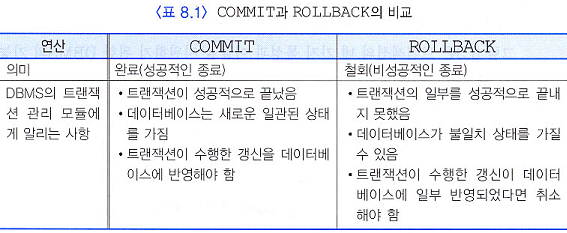 〈표 8.1〉 COMMIT과 ROLLBACK의 비교
연산 COMMIT ROLLBACK
의미 완료(성공적인 종료) 철회(비성공적인 종료)
DBMS의 트랜잭
션 관리 모듈에
게 알리는 사항
• 트랜잭션이 성공적으로 끝났음
• 데이터베이스는 새로운 일관된 상태
를 가짐
• 트랜잭션이 수행한 갱신을 데이터베
이스에 반영해야 함
• 트랜잭션의 일부를 성공적으로 끝내
지 못했음
• 데이터베이스가 불일치 상태를 가질
수 있음
• 트랜잭션이 수행한 갱신이 데이터
베이스에 일부 반영되었다면 취소
해야 함